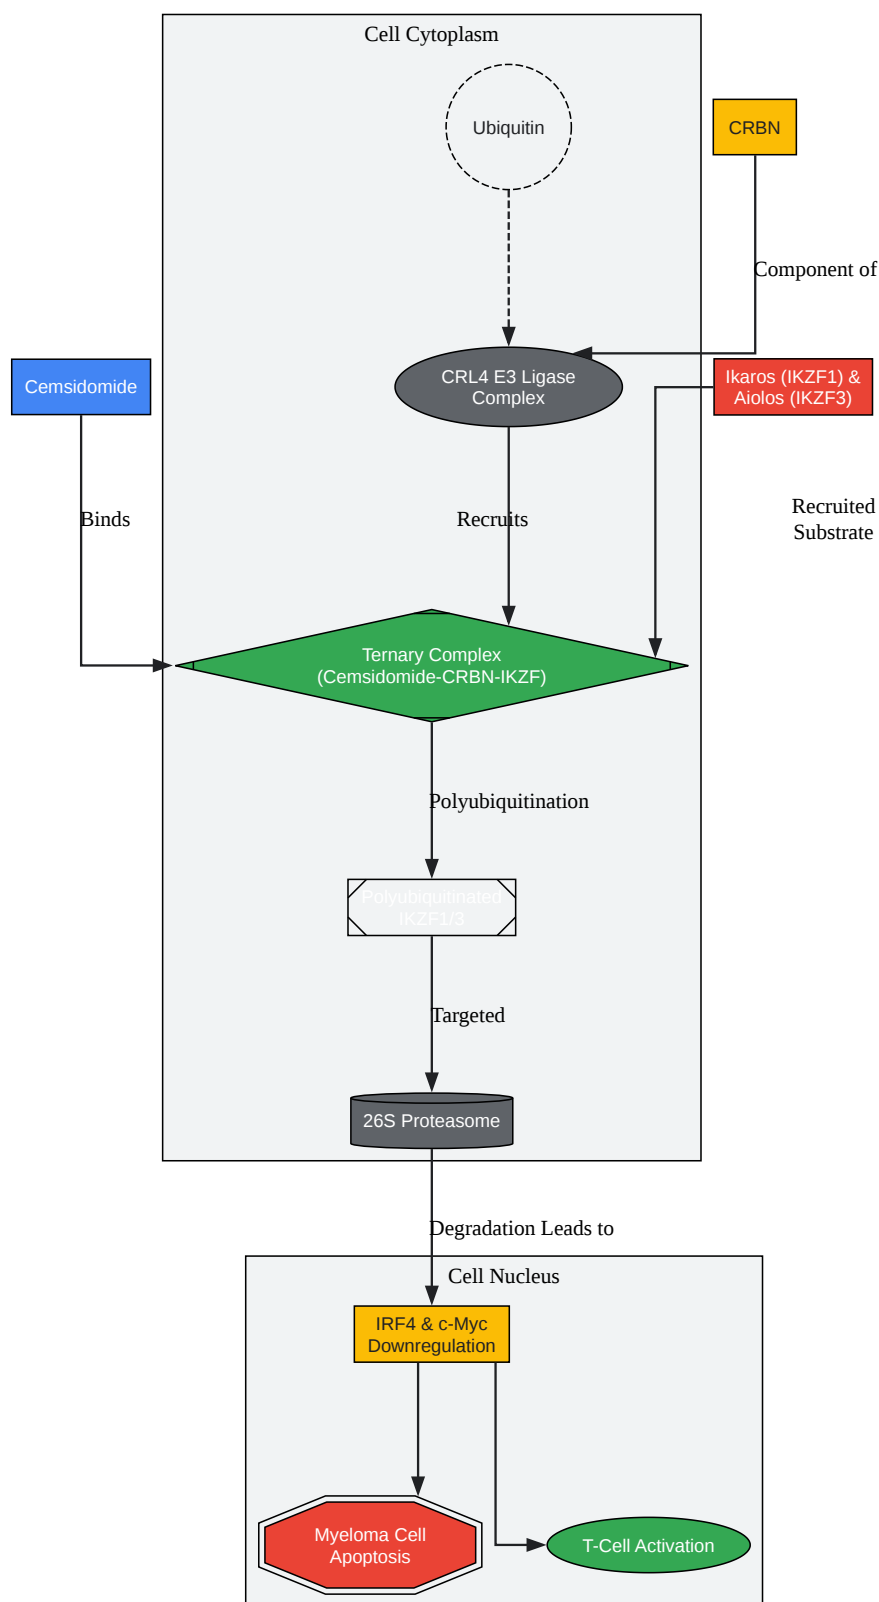 Cell Cytoplasm
Ubiquitin
CRBN
Component of
Cemsidomide
CRL4 E3 Ligase
Complex
Ikaros (IKZF1) &
Aiolos (IKZF3)
Binds
Recruits
Recruited
Substrate
Ternary Complex
(Cemsidomide-CRBN-IKZF)
Polyubiquitination
Polyubiquitinated
IKZF1/3
Targeted
26S Proteasome
Degradation Leads to
Cell Nucleus
IRF4 & c-Myc
Downregulation
Myeloma Cell
Apoptosis
T-Cell Activation